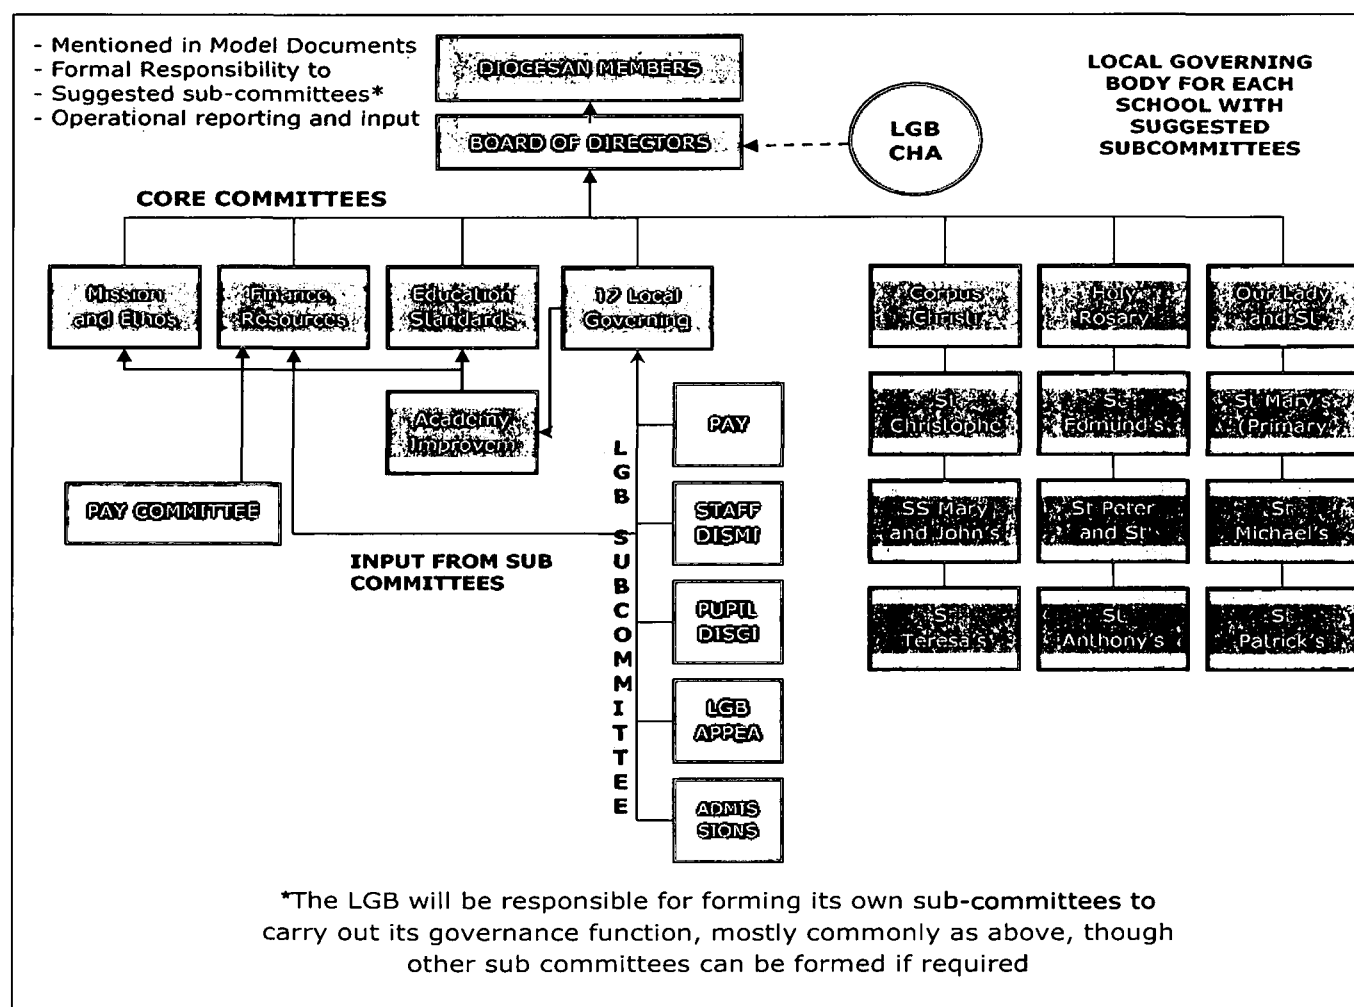 - Mentioned in Model Documents
- Formal Responsibility to
- Suggested sub-committees*
- Operational reporting and input
DIOCESAN MEMBERS
BOARD OF DIRECTORS
LGB
CHA
LOCAL GOVERNING
BODY FOR EACH
SCHOOL WITH
SUGGESTED
SUBCOMMITTEES
CORE COMMITTEES
Mission
and Ethos
Finance,
Resources
Education
Standards
17 Local
Governing
Academy
Improvem
PAY COMMITTEE
INPUT FROM SUB
COMMITTEES
LGB SUBCOMMITTEE
PAY
STAFF
DISMI
PUPIL
DISCI
LGB
APPEA
ADMIS
SIONS
Corpus
Christi
Holy
Rosary
Our Lady
and St
St
Christophe
St
Edmund's
St Mary's
(Primary
SS Mary
and John's
St Peter
and St
St
Michael's
St
Teresa's
St
Anthony's
St
Patrick's
*The LGB will be responsible for forming its own sub-committees to
carry out its governance function, mostly commonly as above, though
other sub committees can be formed if required